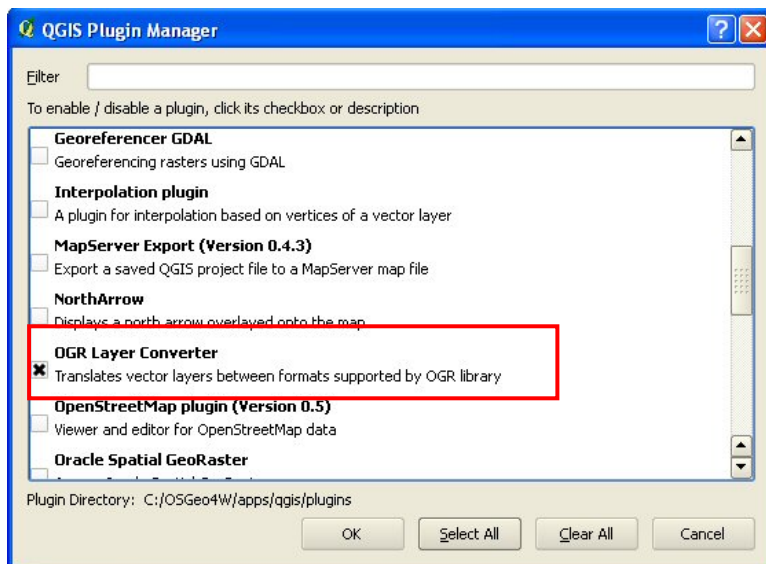 QGIS Plugin Manager
Filter
To enable / disable a plugin, click its checkbox or description
Georeferencer GDAL
Georeferencing rasters using GDAL
Interpolation plugin
A plugin for interpolation based on vertices of a vector layer
MapServer Export (Version 0.4.3)
Export a saved QGIS project file to a MapServer map file
NorthArrow
Displays a north arrow overlayed onto the map
OGR Layer Converter
Translates vector layers between formats supported by OGR library
OpenStreetMap plugin (Version 0.5)
Viewer and editor for OpenStreetMap data
Oracle Spatial GeoRaster
Plugin Directory: C:/OSGeo4W/apps/qgis/plugins
OK Select All Clear All Cancel